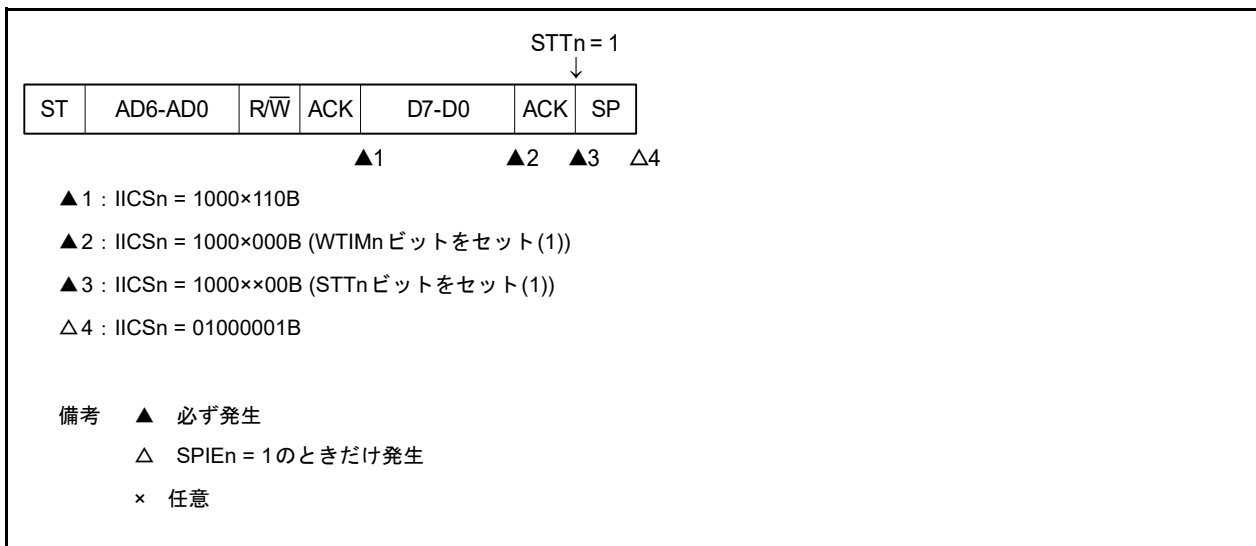 STTn = 1
↓
ST AD6-AD0 R/W̅ ACK D7-D0 ACK SP
▲1 ▲2 ▲3 △4
▲1：IICSn = 1000×110B
▲2：IICSn = 1000×000B (WTIMnビットをセット(1))
▲3：IICSn = 1000××00B (STTnビットをセット(1))
△4：IICSn = 01000001B
備考 ▲ 必ず発生
△ SPIEn = 1のときだけ発生
× 任意